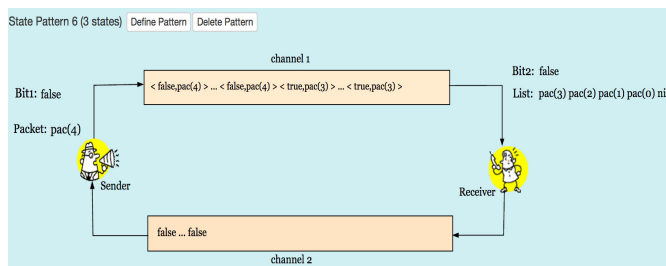 State Pattern 6 (3 states) Define Pattern Delete Pattern
channel 1
Bit1: false
< false,pac(4) > ... < false,pac(4) > < true,pac(3) > ... < true,pac(3) >
Bit2: false
List: pac(3) pac(2) pac(1) pac(0) ni
Packet: pac(4)
Sender
Receiver
false ... false
channel 2